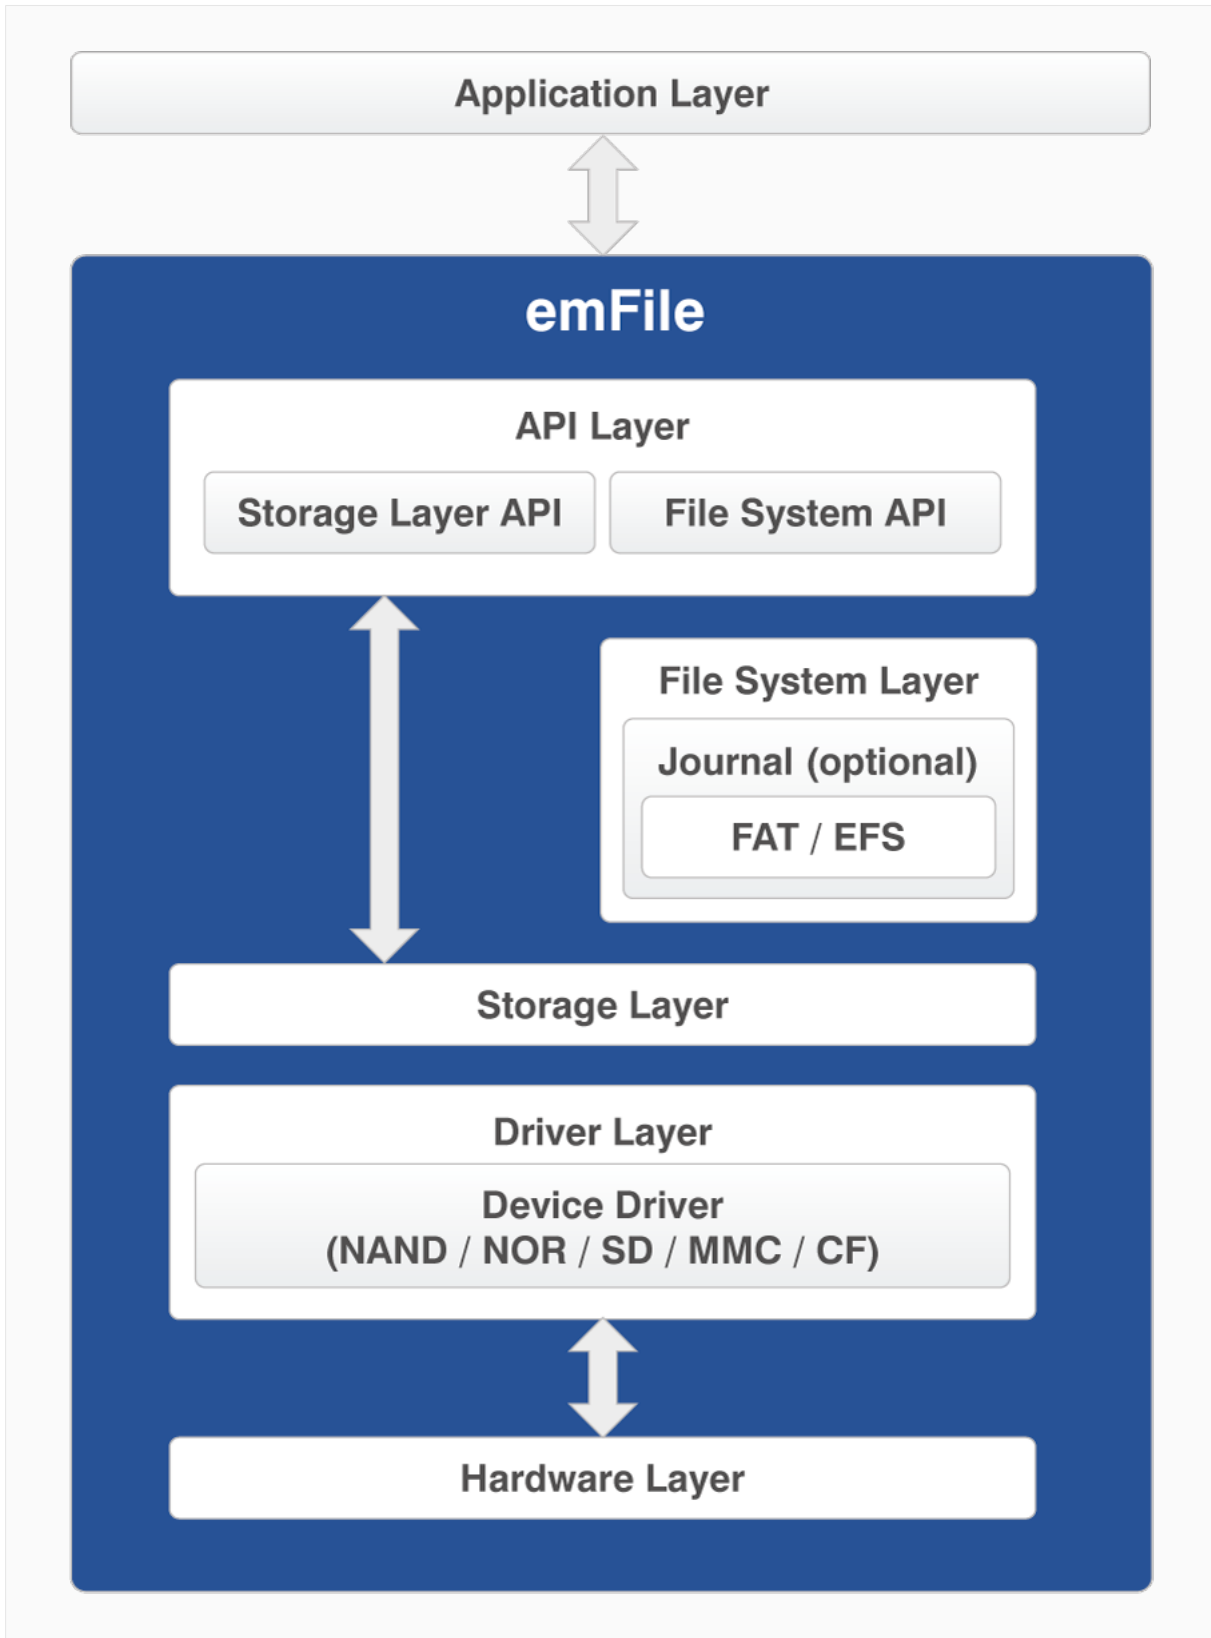 Application Layer
emFile
API Layer
Storage Layer API
File System API
File System Layer
Journal (optional)
FAT / EFS
Storage Layer
Driver Layer
Device Driver
(NAND / NOR / SD / MMC / CF)
Hardware Layer